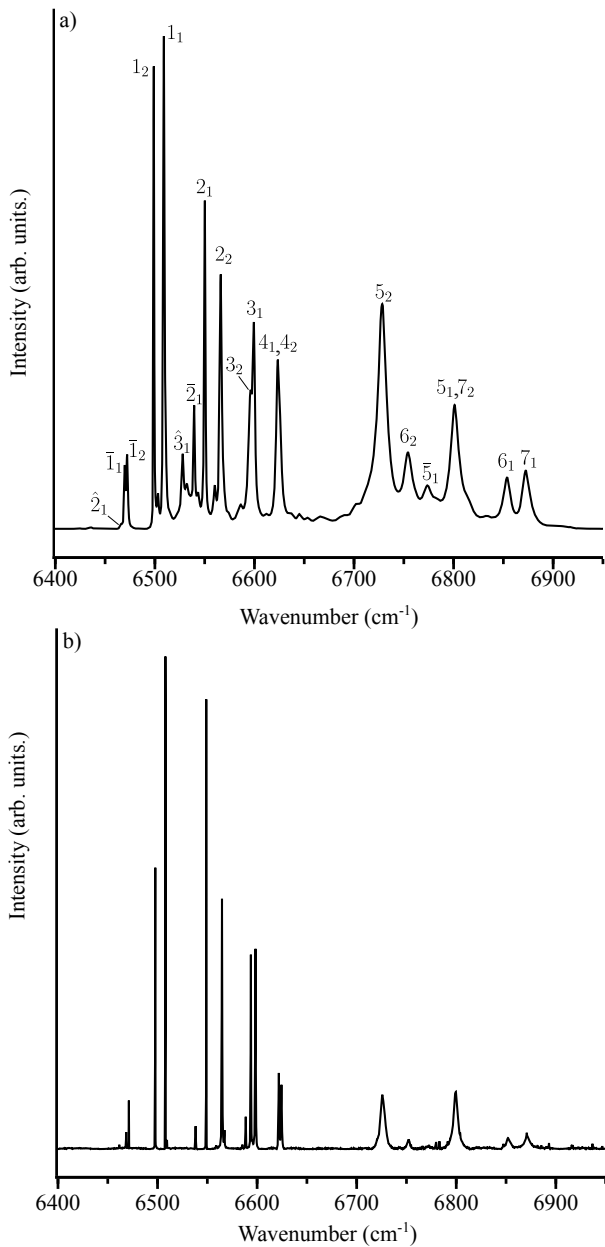 a)
1₁
1₂
2₁
2₂
5₂
3₁
4₁,4₂
3₂
5₁,7₂
2̄₁
6₂
3̂₁
5̄₁
6₁ 7₁
1̄₁ 1̄₂
2̂₁
Intensity (arb. units.)
6400 6500 6600 6700 6800 6900
Wavenumber (cm⁻¹)
b)
Intensity (arb. units.)
6400 6500 6600 6700 6800 6900
Wavenumber (cm⁻¹)